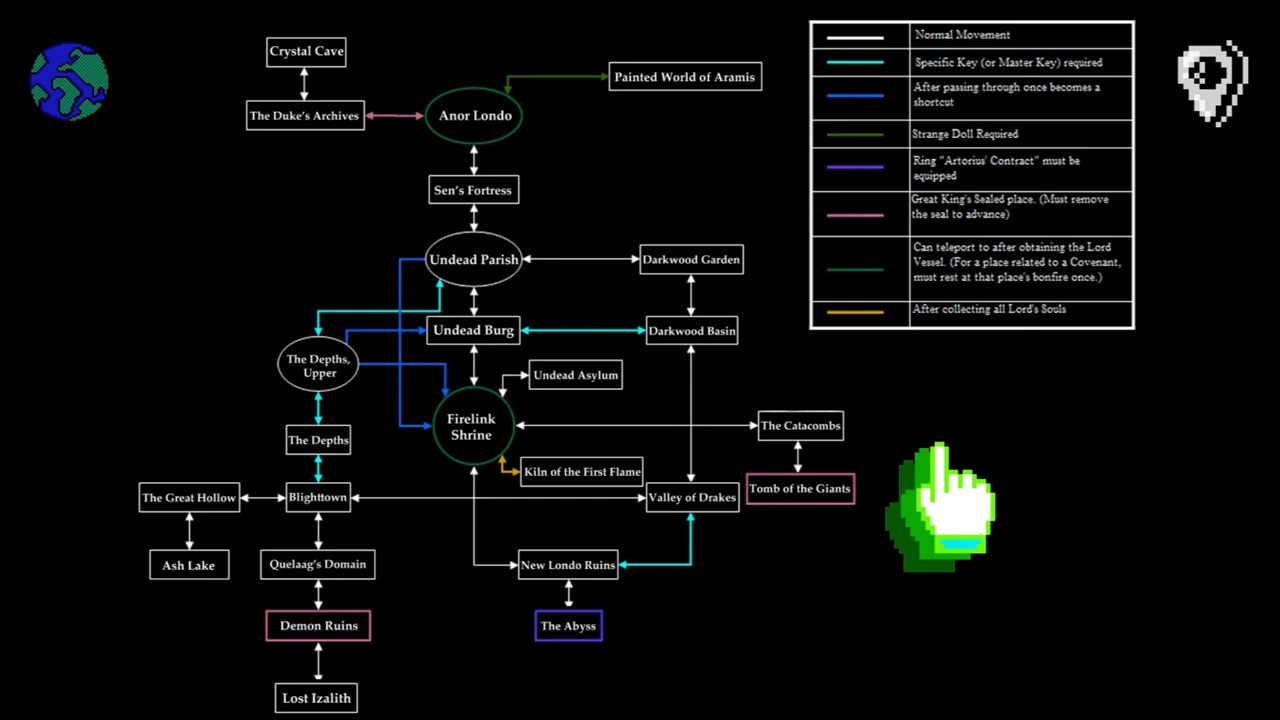 Crystal Cave
Painted World of Aramis
The Duke's Archives
Anor Londo
Sen's Fortress
Undead Parish
Darkwood Garden
Undead Burg
Darkwood Basin
The Depths,
Upper
Undead Asylum
Firelink
Shrine
The Catacombs
The Depths
Kiln of the First Flame
Tomb of the Giants
The Great Hollow
Blighttown
Valley of Drakes
Ash Lake
Quelaag's Domain
New Londo Ruins
Demon Ruins
The Abyss
Lost Izalith
Normal Movement
Specific Key (or Master Key) required
After passing through once becomes a
shortcut
Strange Doll Required
Ring "Artorius' Contract" must be
equipped
Great King's Sealed place. (Must remove
the seal to advance)
Can teleport to after obtaining the Lord
Vessel. (For a place related to a Covenant,
must rest at that place's bonfire once.)
After collecting all Lord's Souls